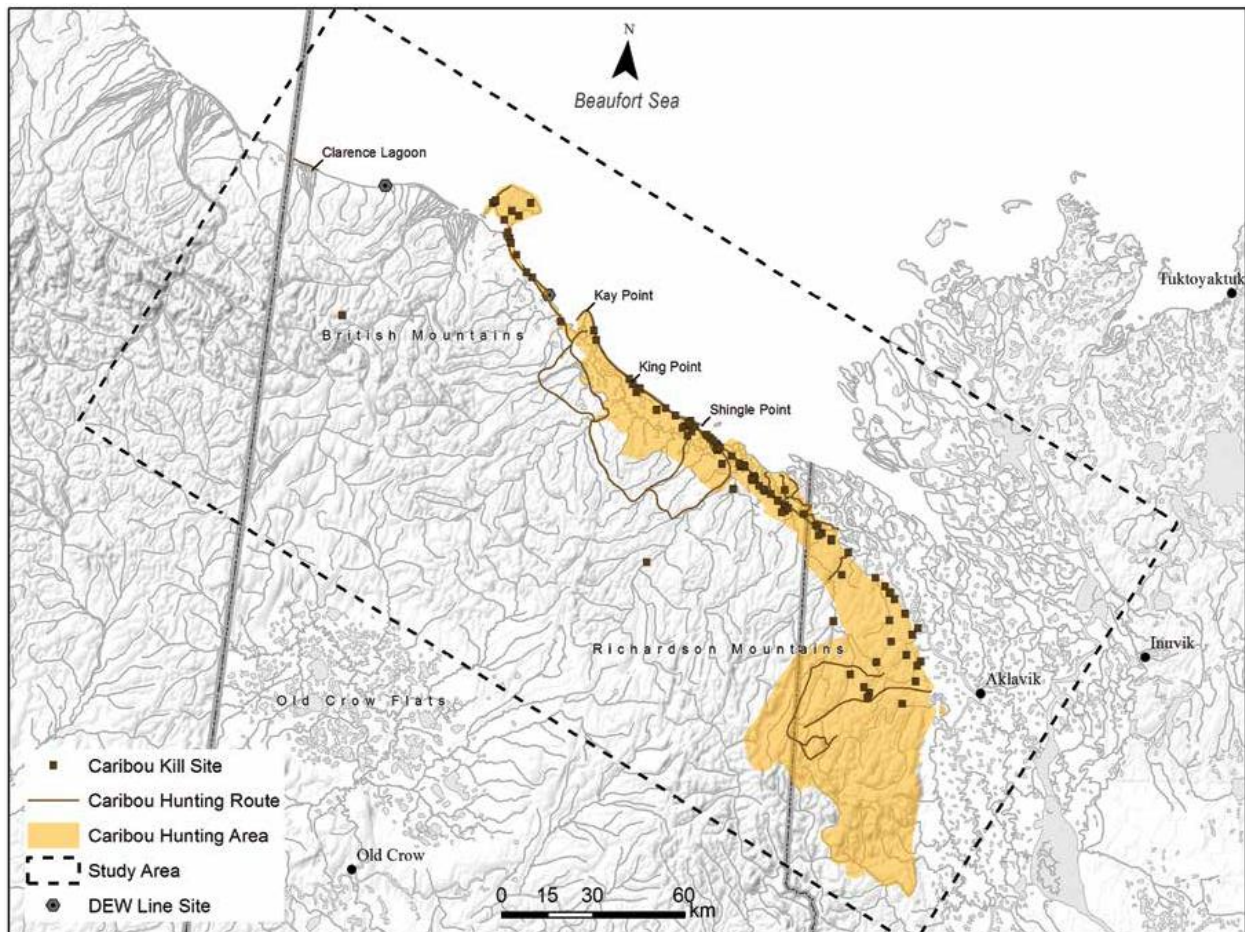 N
Beaufort Sea
Clarence Lagoon
Tuktoyaktuk
Kay Point
British Mountains
King Point
Shingle Point
Richardson Mountains
Inuvik
Aklavik
Old Crow Flats
Old Crow
Caribou Kill Site
Caribou Hunting Route
Caribou Hunting Area
Study Area
DEW Line Site
0 15 30 60
km